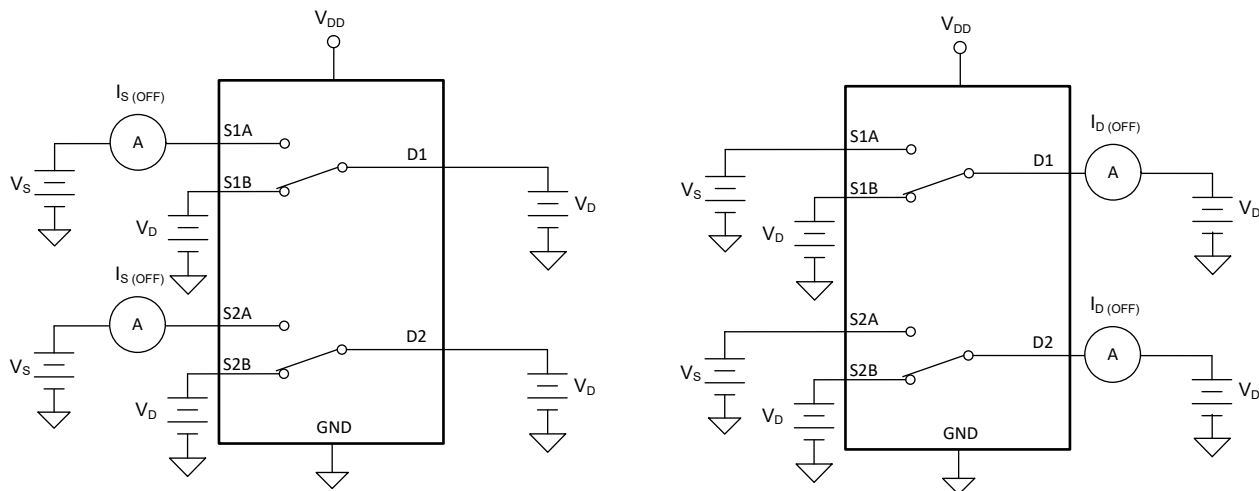 VDD
IS (OFF)
A
S1A
D1
VS
S1B
VD
VD
IS (OFF)
A
S2A
D2
VS
S2B
VD
VD
GND
VDD
ID (OFF)
S1A
D1
A
VS
S1B
VD
VD
ID (OFF)
S2A
D2
A
VS
S2B
VD
VD
GND